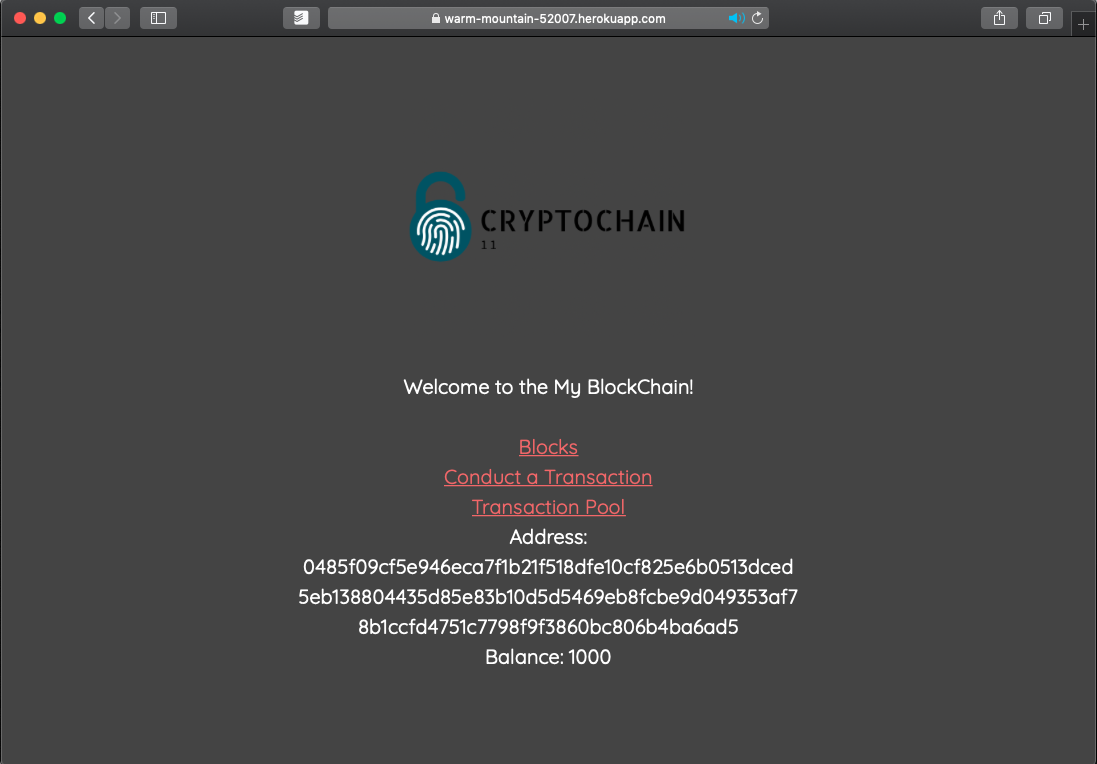 warm-mountain-52007.herokuapp.com
CRYPTOCHAIN
11
Welcome to the My BlockChain!
Blocks
Conduct a Transaction
Transaction Pool
Address:
0485f09cf5e946eca7f1b21f518dfe10cf825e6b0513dced
5eb138804435d85e83b10d5d5469eb8fcbe9d049353af7
8b1ccfd4751c7798f9f3860bc806b4ba6ad5
Balance: 1000